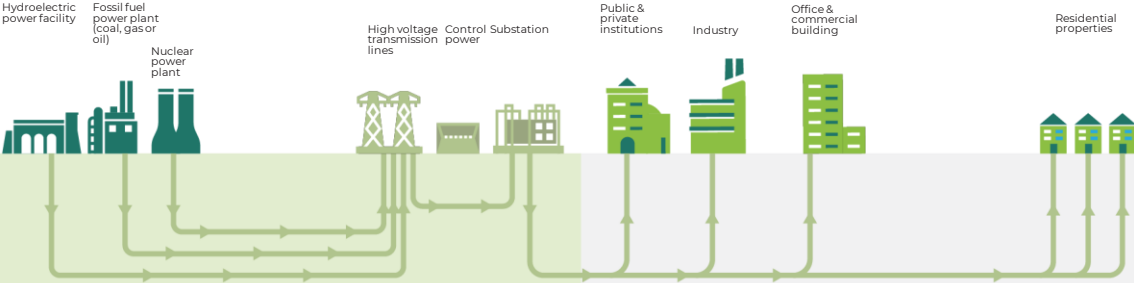 Hydroelectric
power facility
Fossil fuel
power plant
(coal, gas or
oil)
Nuclear
power
plant
High voltage
transmission
lines
Control
power
Substation
Public &
private
institutions
Industry
Office &
commercial
building
Residential
properties